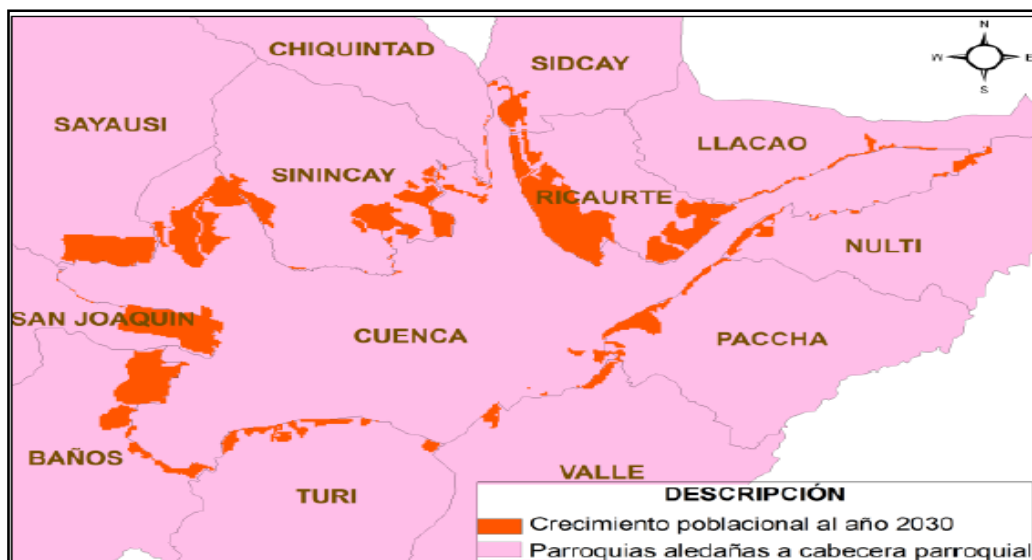 CHIQUINTAD
SIDCAY
N
W E
S
SAYAUSI
LLACAO
SININCAY
RICAURTE
NULTI
SAN JOAQUIN
CUENCA
PACCHA
BAÑOS
VALLE
TURI
DESCRIPCIÓN
Crecimiento poblacional al año 2030
Parroquias aledañas a cabecera parroquial